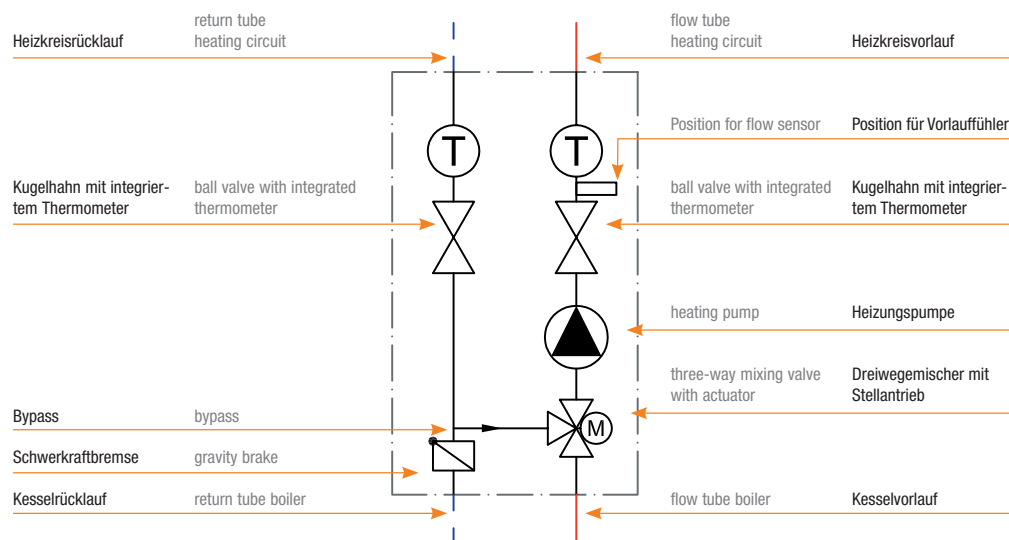 return tube
Heizkreisrücklauf heating circuit
flow tube
heating circuit Heizkreisvorlauf
T
T
Position for flow sensor Position für Vorlauffühler
Kugelhahn mit integrier- ball valve with integrated
tem Thermometer thermometer
ball valve with integrated Kugelhahn mit integrier-
thermometer tem Thermometer
heating pump Heizungspumpe
three-way mixing valve Dreiwegemischer mit
with actuator Stellantrieb
Bypass bypass
M
Schwerkraftbremse gravity brake
Kesselrücklauf return tube boiler
flow tube boiler Kesselvorlauf